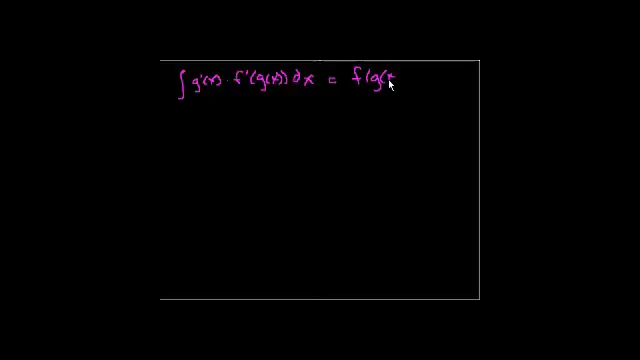 ∫ g'(x) · f'(g(x)) dx = f(g(x